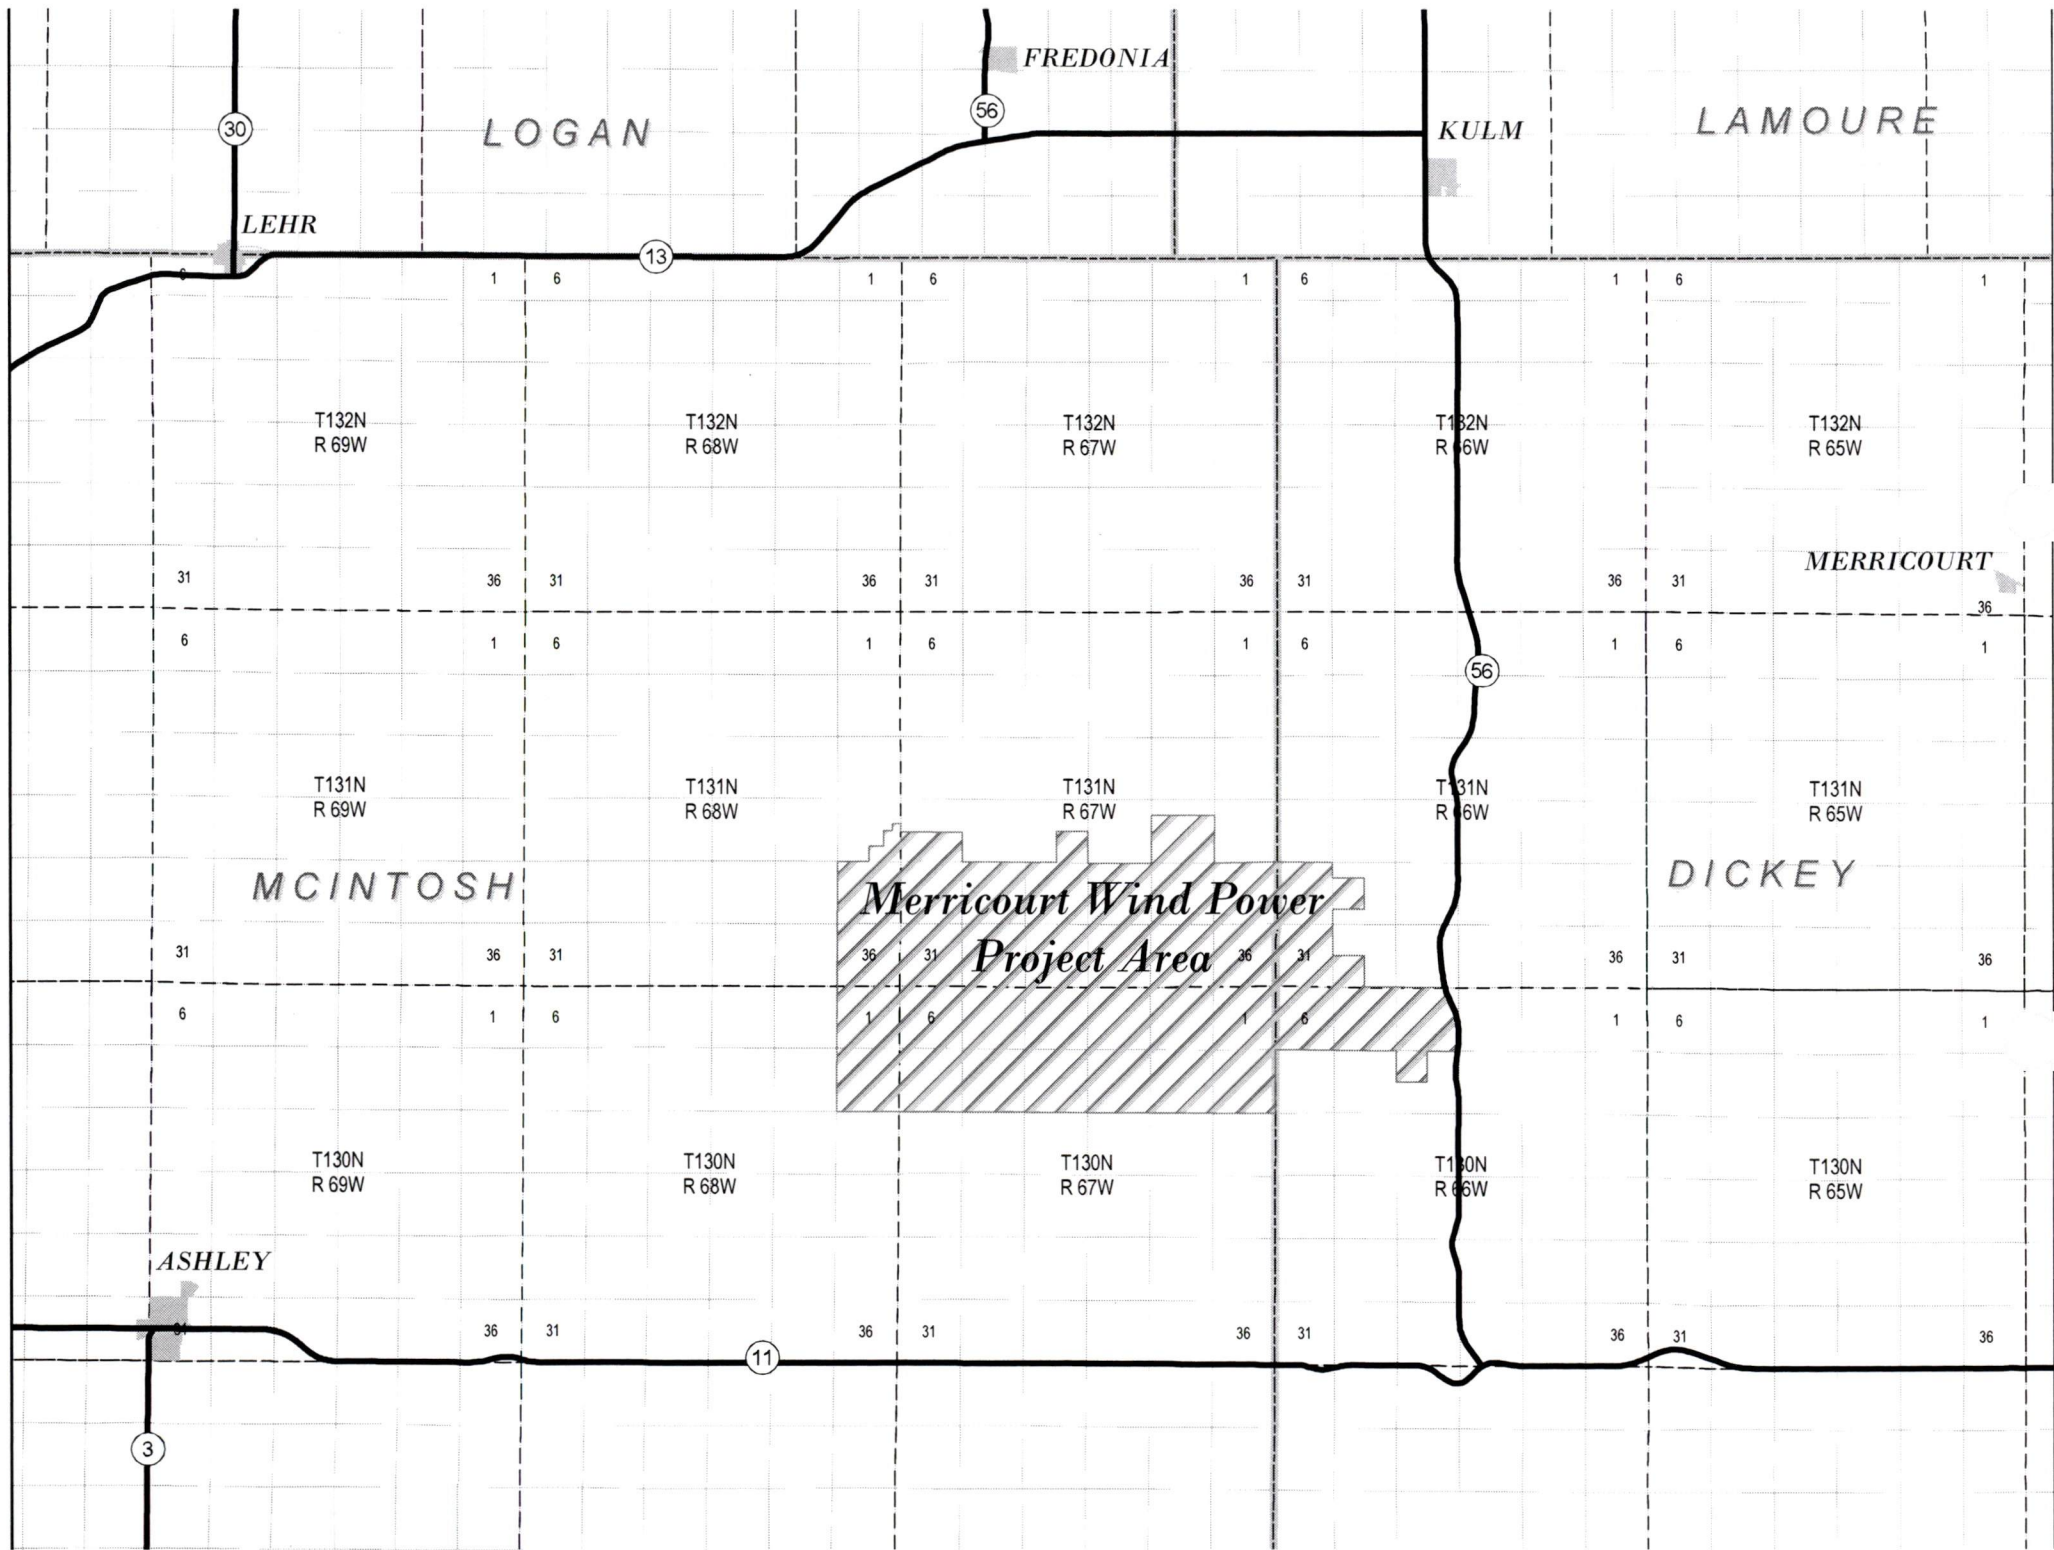 FREDONIA
56
30
LOGAN
KULM
LAMOURE
LEHR
13
6 1 6 1 6 1 6 1 6 1
T132N T132N T132N T132N T132N
R 69W R 68W R 67W R 66W R 65W
MERRICOURT
31 36 31 36 31 36 31 36 31 36
6 1 6 1 6 1 6 1 6 1
56
T131N T131N T131N T131N T131N
R 69W R 68W R 67W R 66W R 65W
MCINTOSH
DICKEY
Merricourt Wind Power
Project Area
31 36 31 36 31 36 31 36 31 36
6 1 6 1 6 1 6 1 6 1
T130N T130N T130N T130N T130N
R 69W R 68W R 67W R 66W R 65W
ASHLEY
31 36 31 36 31 36 31 36 31 36
11
3